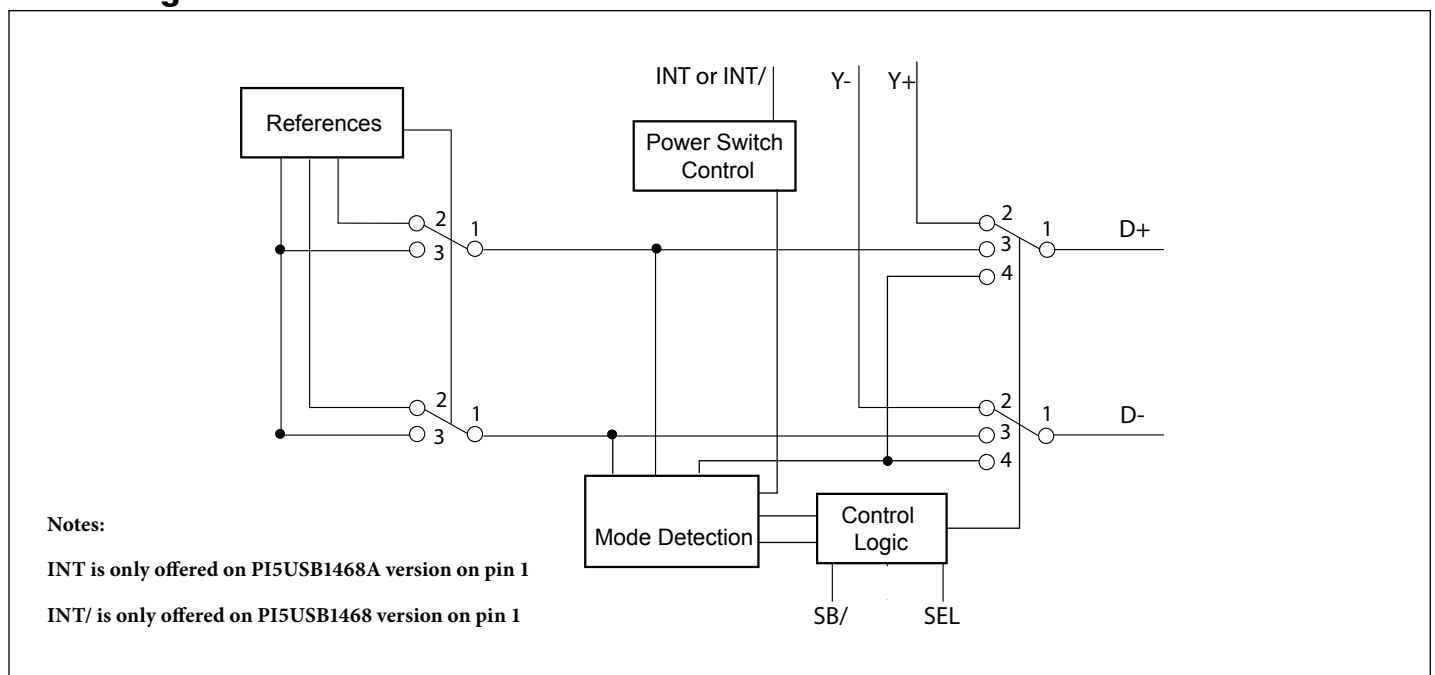 INT or INT/
Y-
Y+
References
Power Switch
Control
2
1
3
2
1
3
4
D+
2
1
3
2
1
3
4
D-
Mode Detection
Control
Logic
SB/
SEL
Notes:
INT is only offered on PI5USB1468A version on pin 1
INT/ is only offered on PI5USB1468 version on pin 1